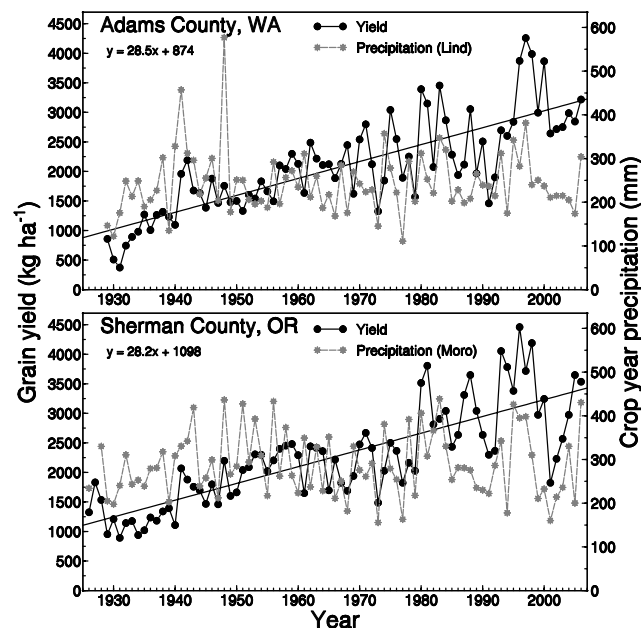 Adams County, WA
y = 28.5x + 874
Yield
Precipitation (Lind)
4500
4000
3500
3000
2500
2000
1500
1000
500
0
600
500
400
300
200
100
0
1930 1940 1950 1960 1970 1980 1990 2000
Grain yield (kg ha⁻¹)
Crop year precipitation (mm)
Sherman County, OR
y = 28.2x + 1098
Yield
Precipitation (Moro)
4500
4000
3500
3000
2500
2000
1500
1000
500
0
600
500
400
300
200
100
0
1930 1940 1950 1960 1970 1980 1990 2000
Year